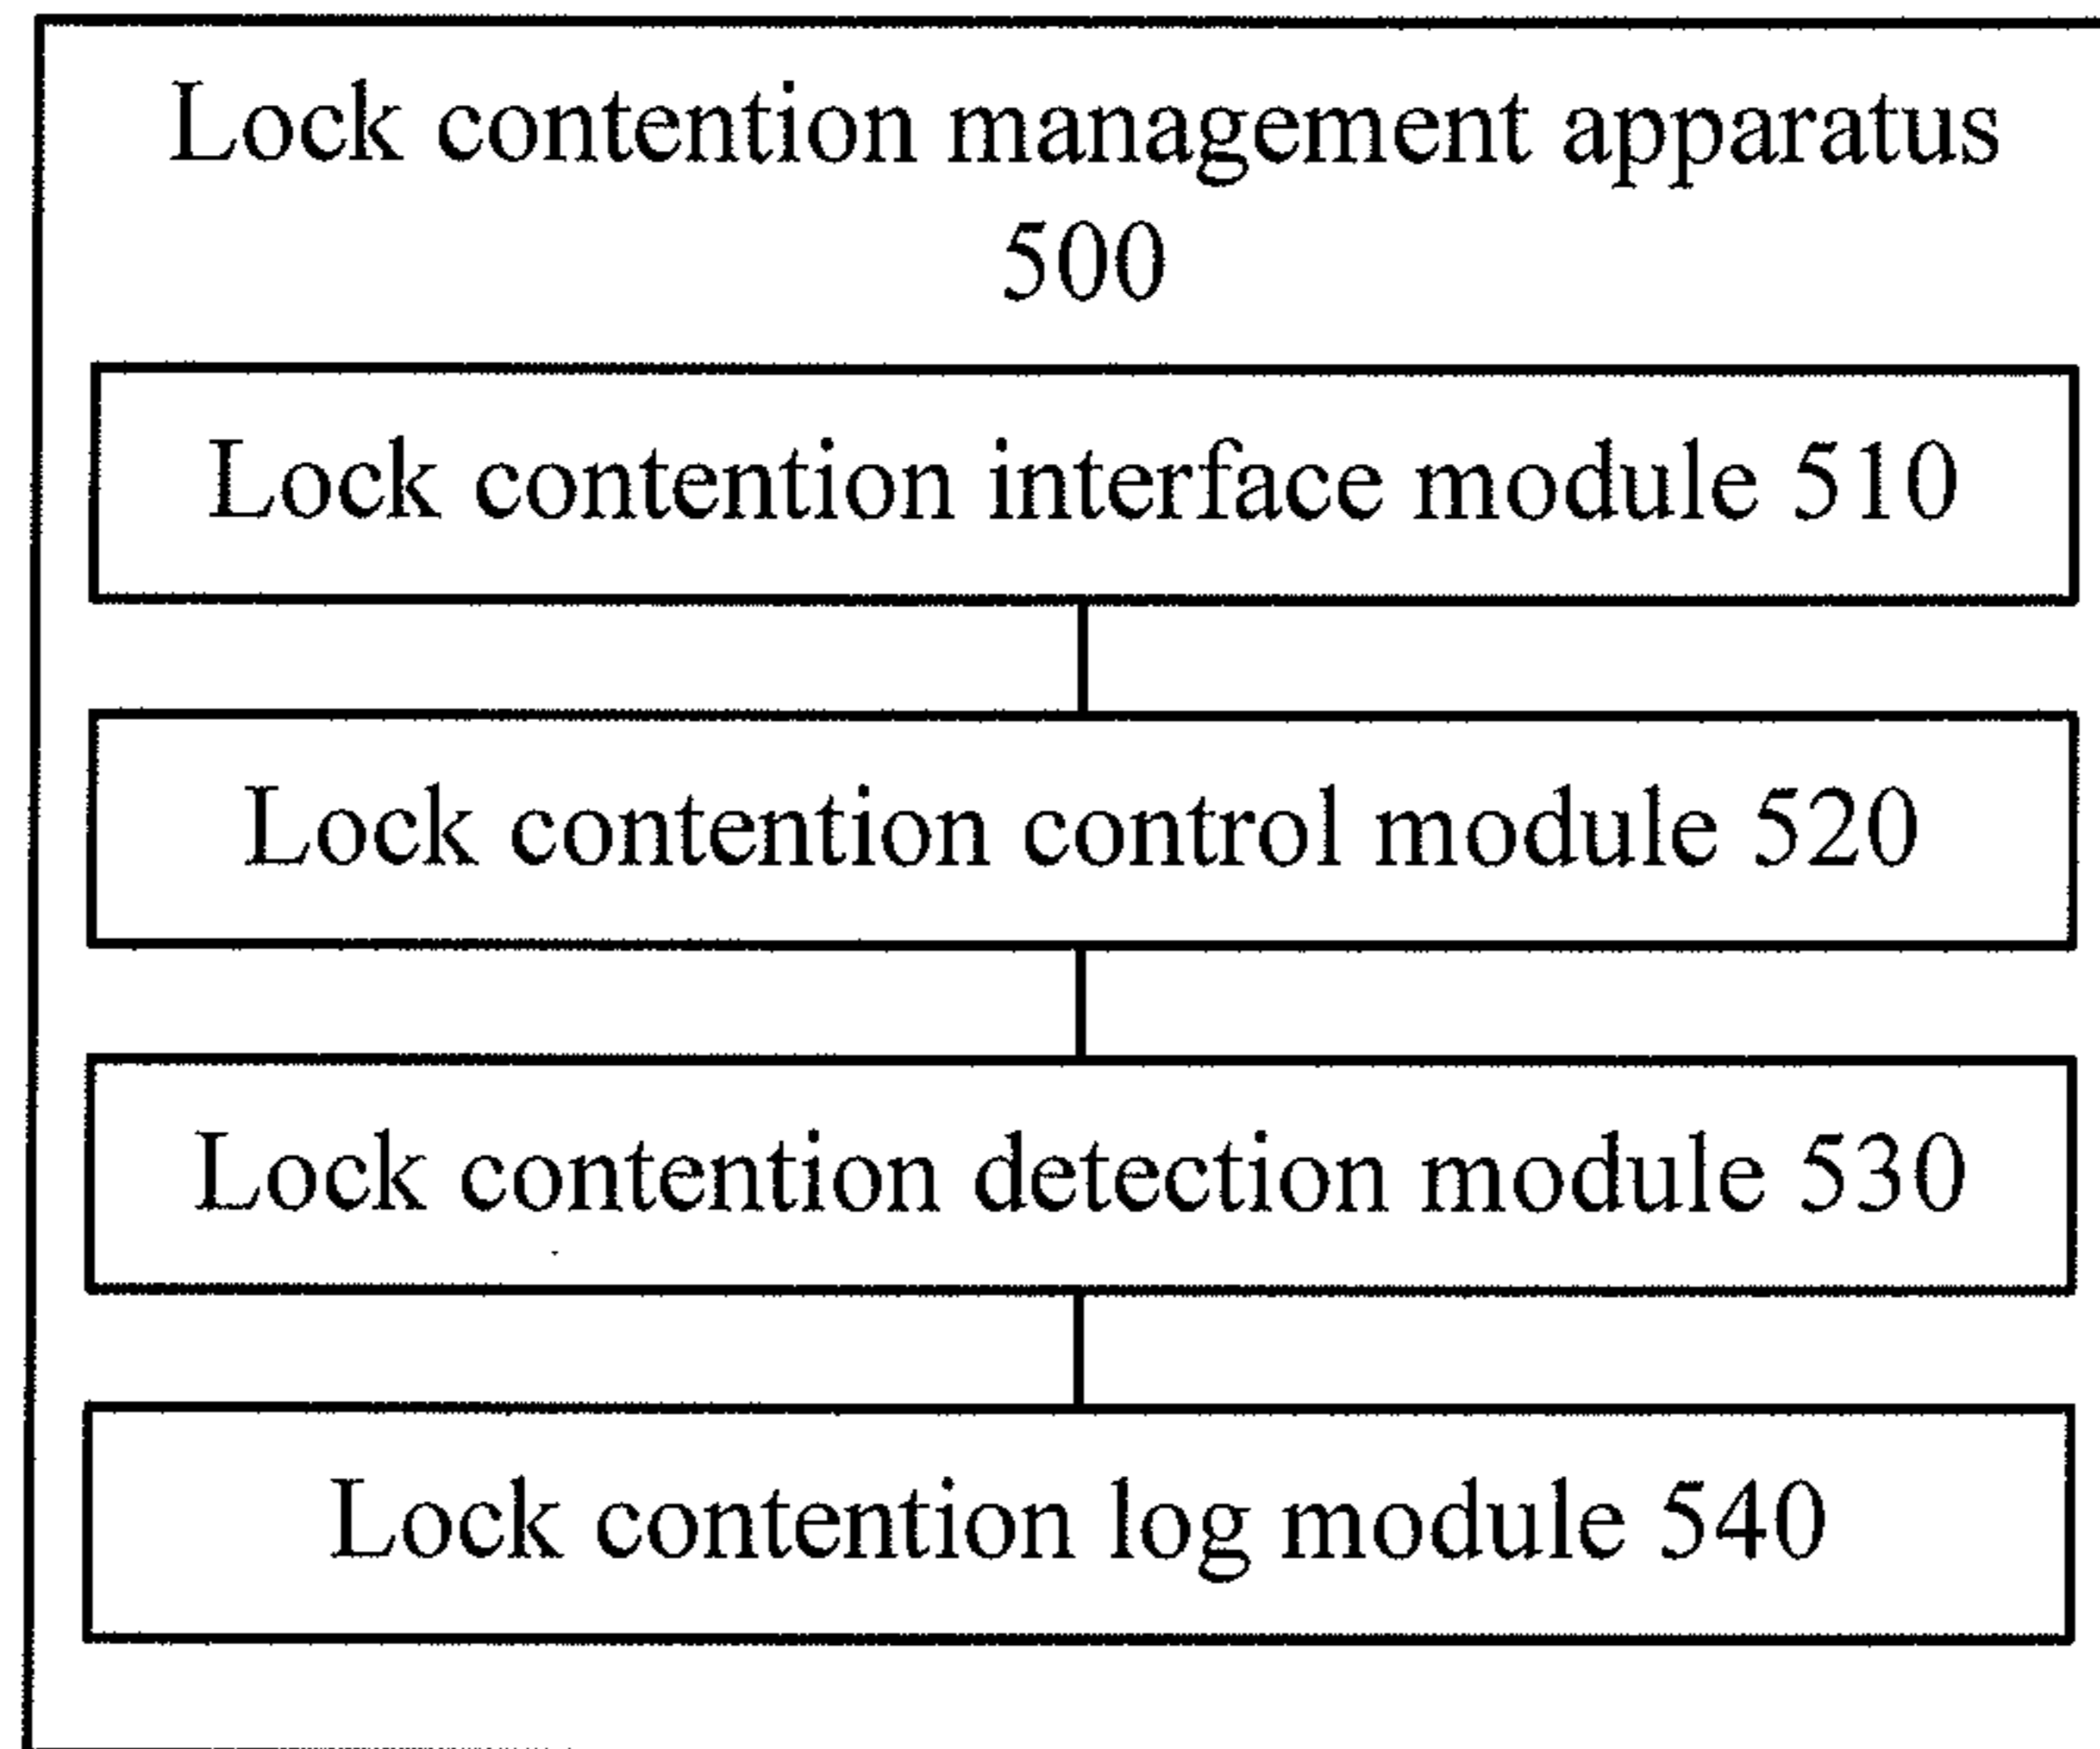 Lock contention management apparatus
500
Lock contention interface module 510
Lock contention control module 520
Lock contention detection module 530
Lock contention log module 540